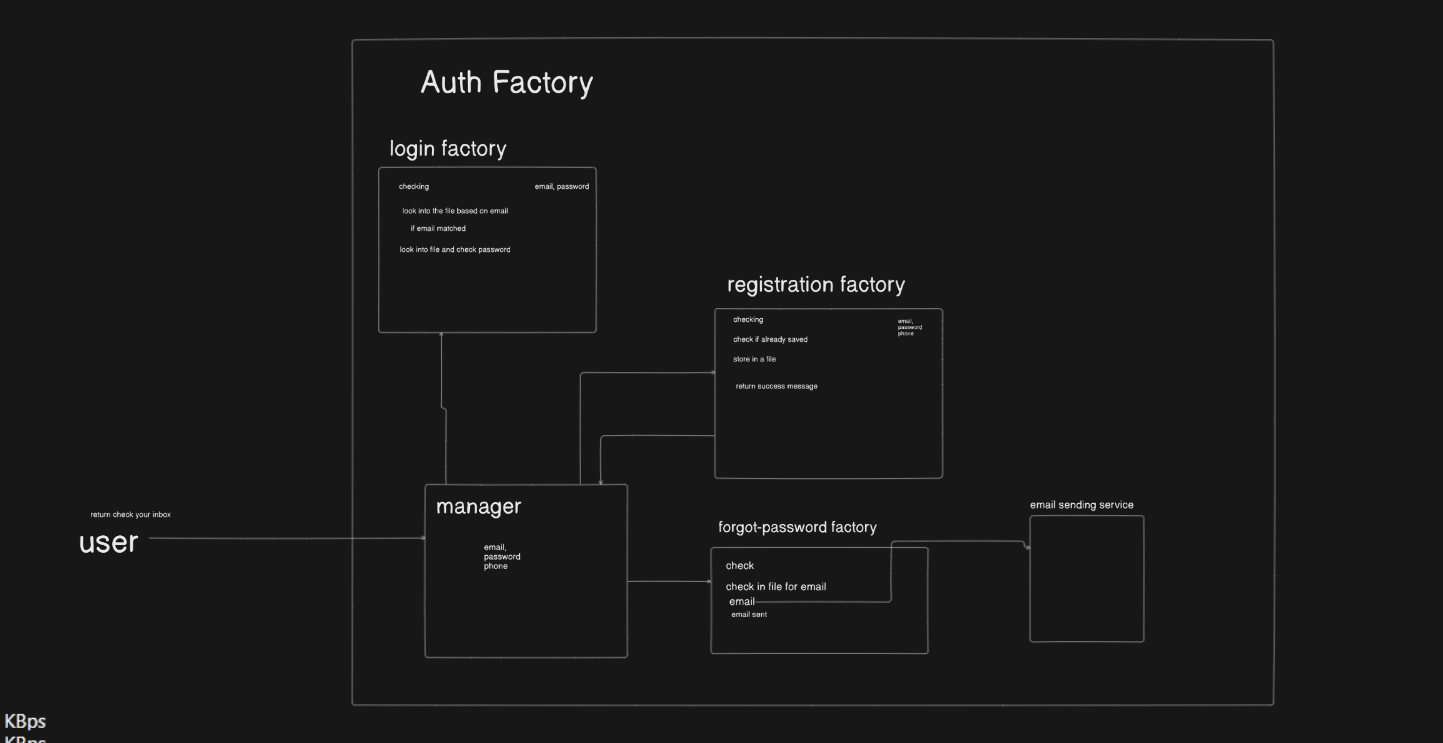 Auth Factory
login factory
checking
email, password
look into the file based on email
if email matched
look into file and check password
registration factory
checking
email,
password
phone
check if already saved
store in a file
return success message
return check your inbox
user
manager
email,
password
phone
forgot-password factory
check
check in file for email
email
email sent
email sending service
KBps
KBps